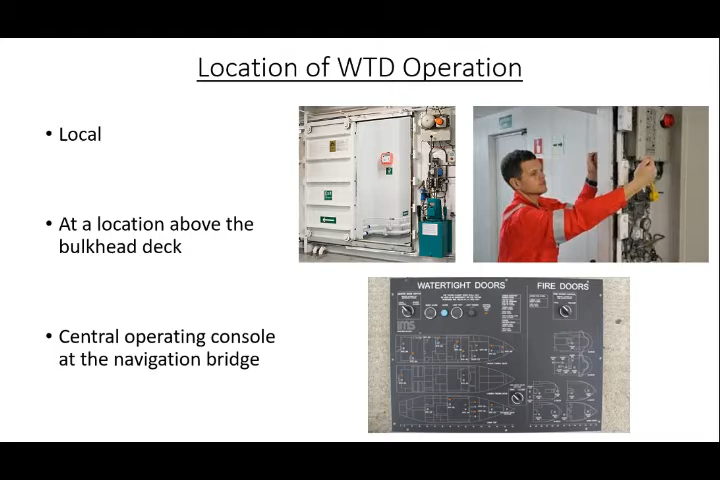 Location of WTD Operation
• Local
• At a location above the
bulkhead deck
• Central operating console
at the navigation bridge
WATERTIGHT DOORS
FIRE DOORS